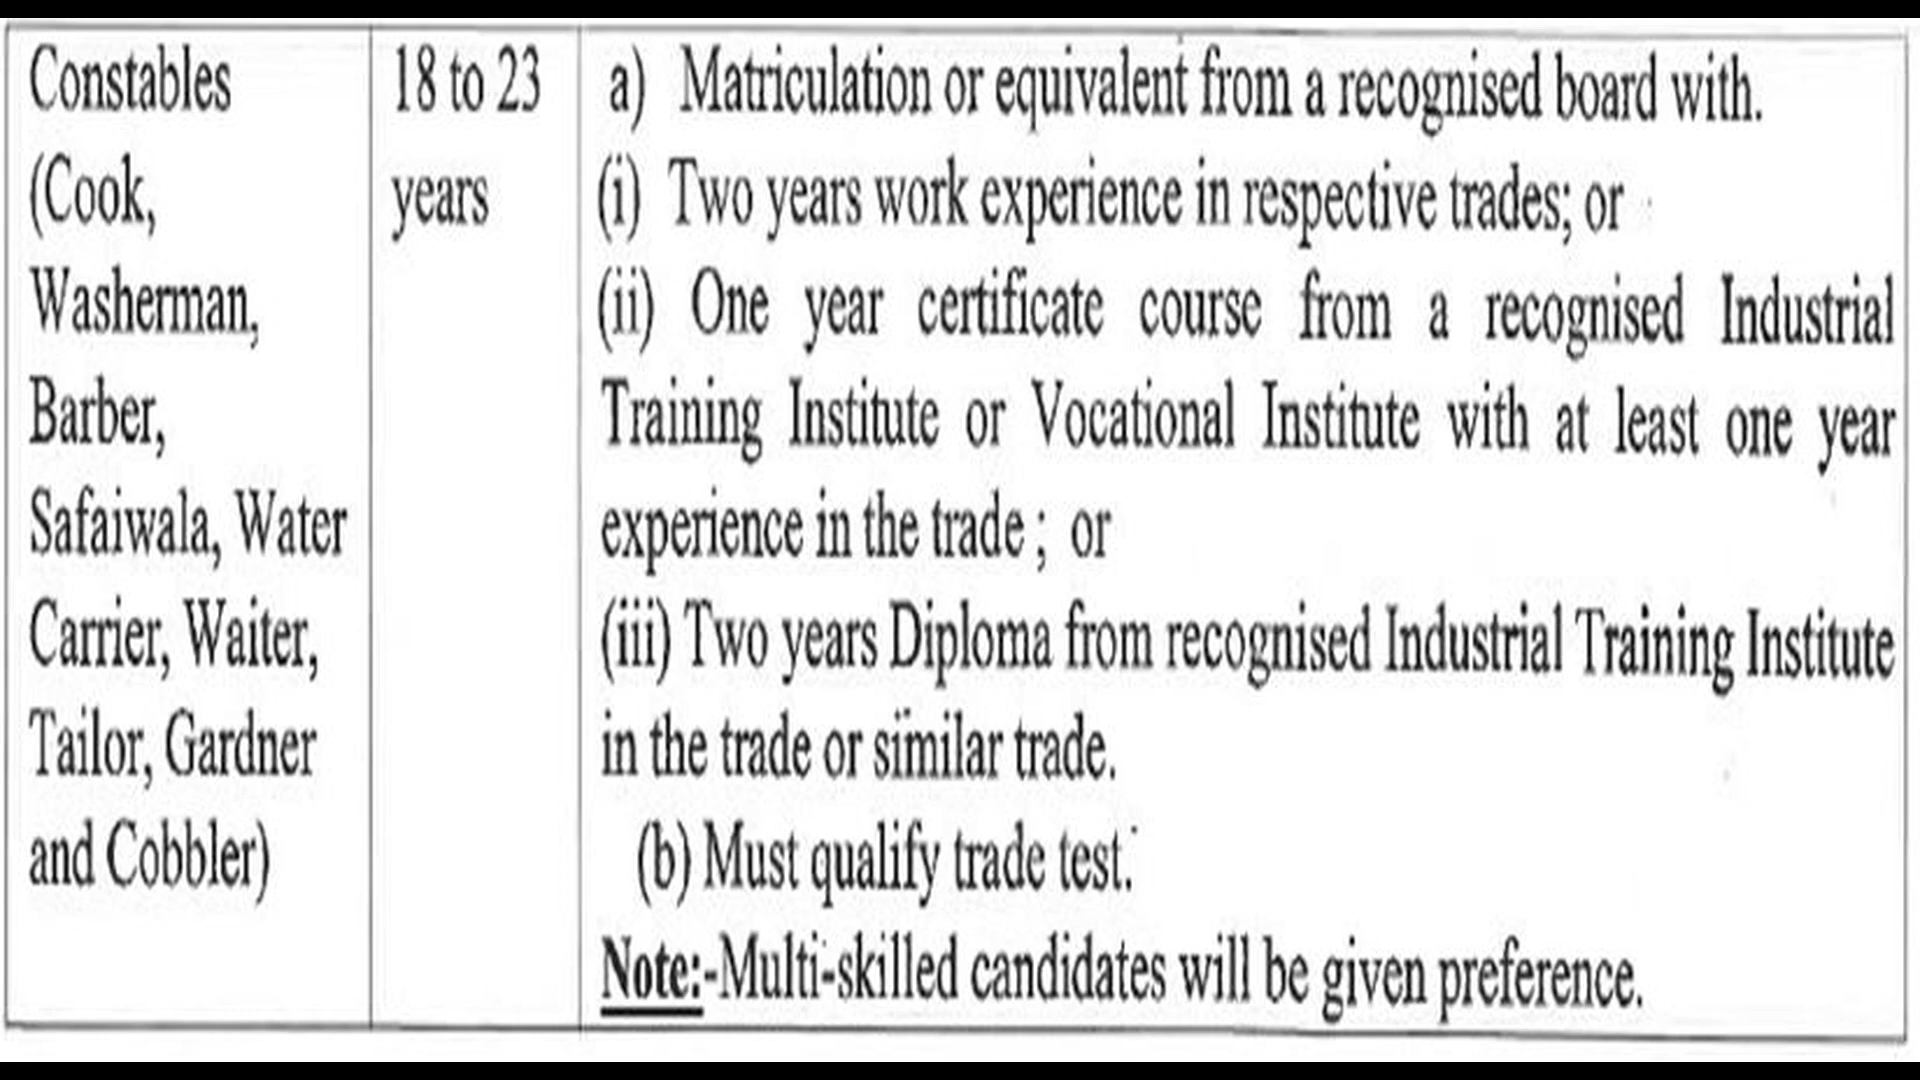 Constables
(Cook,
Washerman,
Barber,
Safaiwala, Water
Carrier, Waiter,
Tailor, Gardner
and Cobbler)
18 to 23
years
a) Matriculation or equivalent from a recognised board with.
(i) Two years work experience in respective trades; or
(ii) One year certificate course from a recognised Industrial
Training Institute or Vocational Institute with at least one year
experience in the trade ; or
(iii) Two years Diploma from recognised Industrial Training Institute
in the trade or similar trade.
(b) Must qualify trade test.
Note:-Multi-skilled candidates will be given preference.